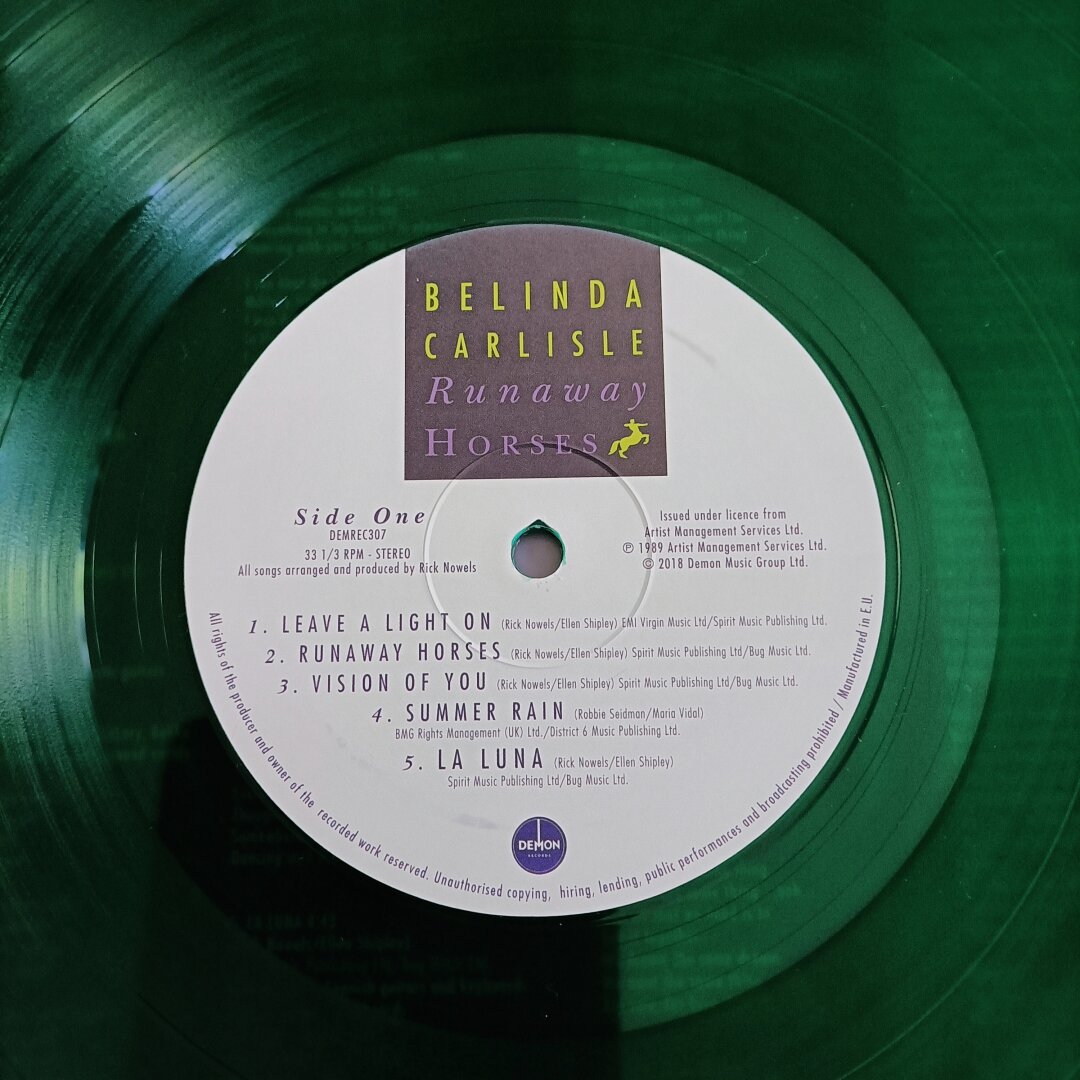 BELINDA
CARLISLE
Runaway
HORSES
Side One
DEMREC307
33 1/3 RPM - STEREO
All songs arranged and produced by Rick Nowels
Issued under licence from
Artist Management Services Ltd.
℗ 1989 Artist Management Services Ltd.
© 2018 Demon Music Group Ltd.
1. LEAVE A LIGHT ON (Rick Nowels/Ellen Shipley) EMI Virgin Music Ltd/Spirit Music Publishing Ltd.
2. RUNAWAY HORSES (Rick Nowels/Ellen Shipley) Spirit Music Publishing Ltd/Bug Music Ltd.
3. VISION OF YOU (Rick Nowels/Ellen Shipley) Spirit Music Publishing Ltd/Bug Music Ltd.
4. SUMMER RAIN (Robbie Seidman/Maria Vidal)
BMG Rights Management (UK) Ltd./District 6 Music Publishing Ltd.
5. LA LUNA (Rick Nowels/Ellen Shipley)
Spirit Music Publishing Ltd/Bug Music Ltd.
DEMON
RECORDS
All rights of the producer and owner of the recorded work reserved. Unauthorised copying, hiring, lending, public performances and broadcasting prohibited / Manufactured in E.U.